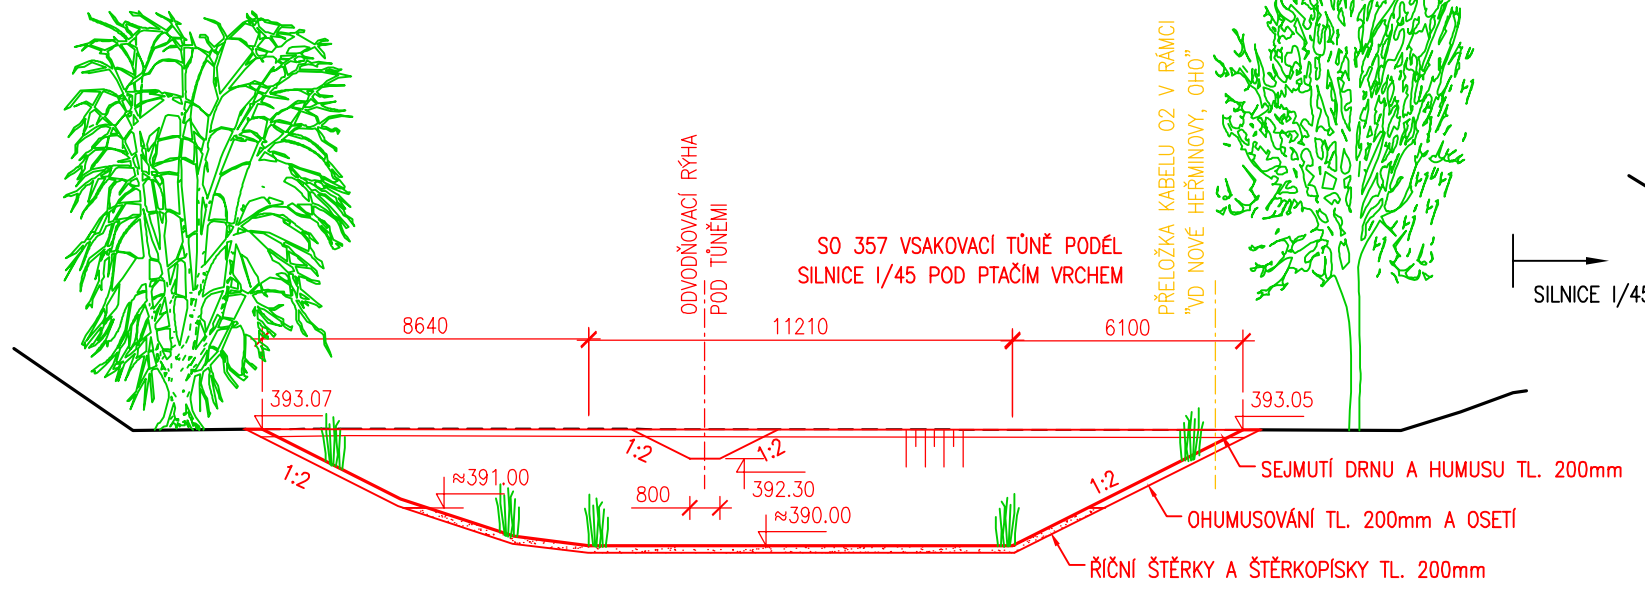 PŘELOŽKA KABELU O2 V RÁMCI
"VD NOVÉ HEŘMINOVY, OHO"
ODVODŇOVACÍ RÝHA
POD TŮNĚMI
SO 357 VSAKOVACÍ TŮNĚ PODÉL
SILNICE I/45 POD PTAČÍM VRCHEM
SILNICE I/45
8640
11210
6100
393.07
393.05
1:2
1:2
1:2
1:2
≈391.00
800
392.30
≈390.00
SEJMUTÍ DRNU A HUMUSU TL. 200mm
OHUMUSOVÁNÍ TL. 200mm A OSETÍ
ŘÍČNÍ ŠTĚRKY A ŠTĚRKOPÍSKY TL. 200mm